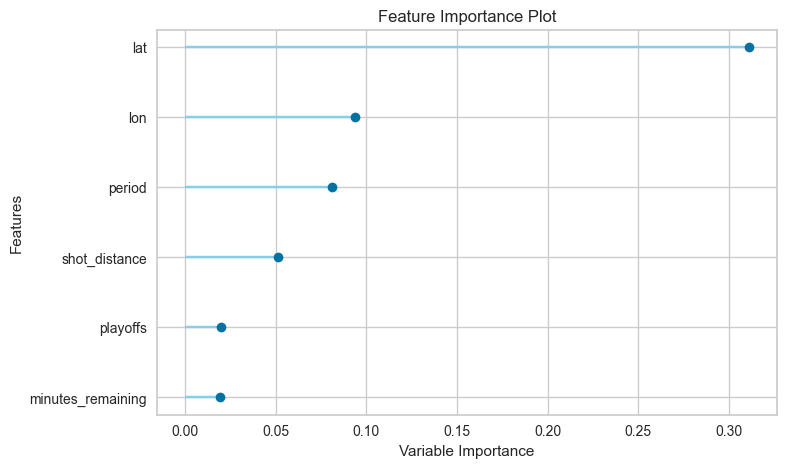 Feature Importance Plot
lat
lon
period
shot_distance
playoffs
minutes_remaining
Features
0.00 0.05 0.10 0.15 0.20 0.25 0.30
Variable Importance